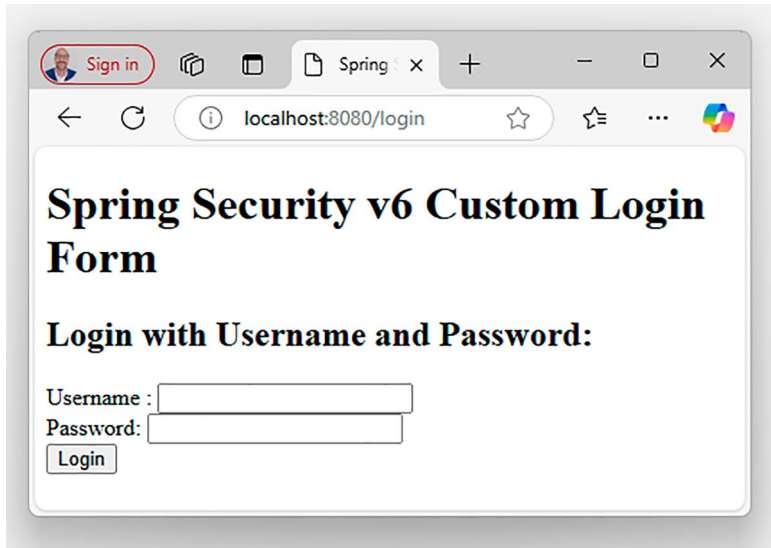 Sign in
Spring
localhost:8080/login
Spring Security v6 Custom Login
Form
Login with Username and Password:
Username :
Password:
Login